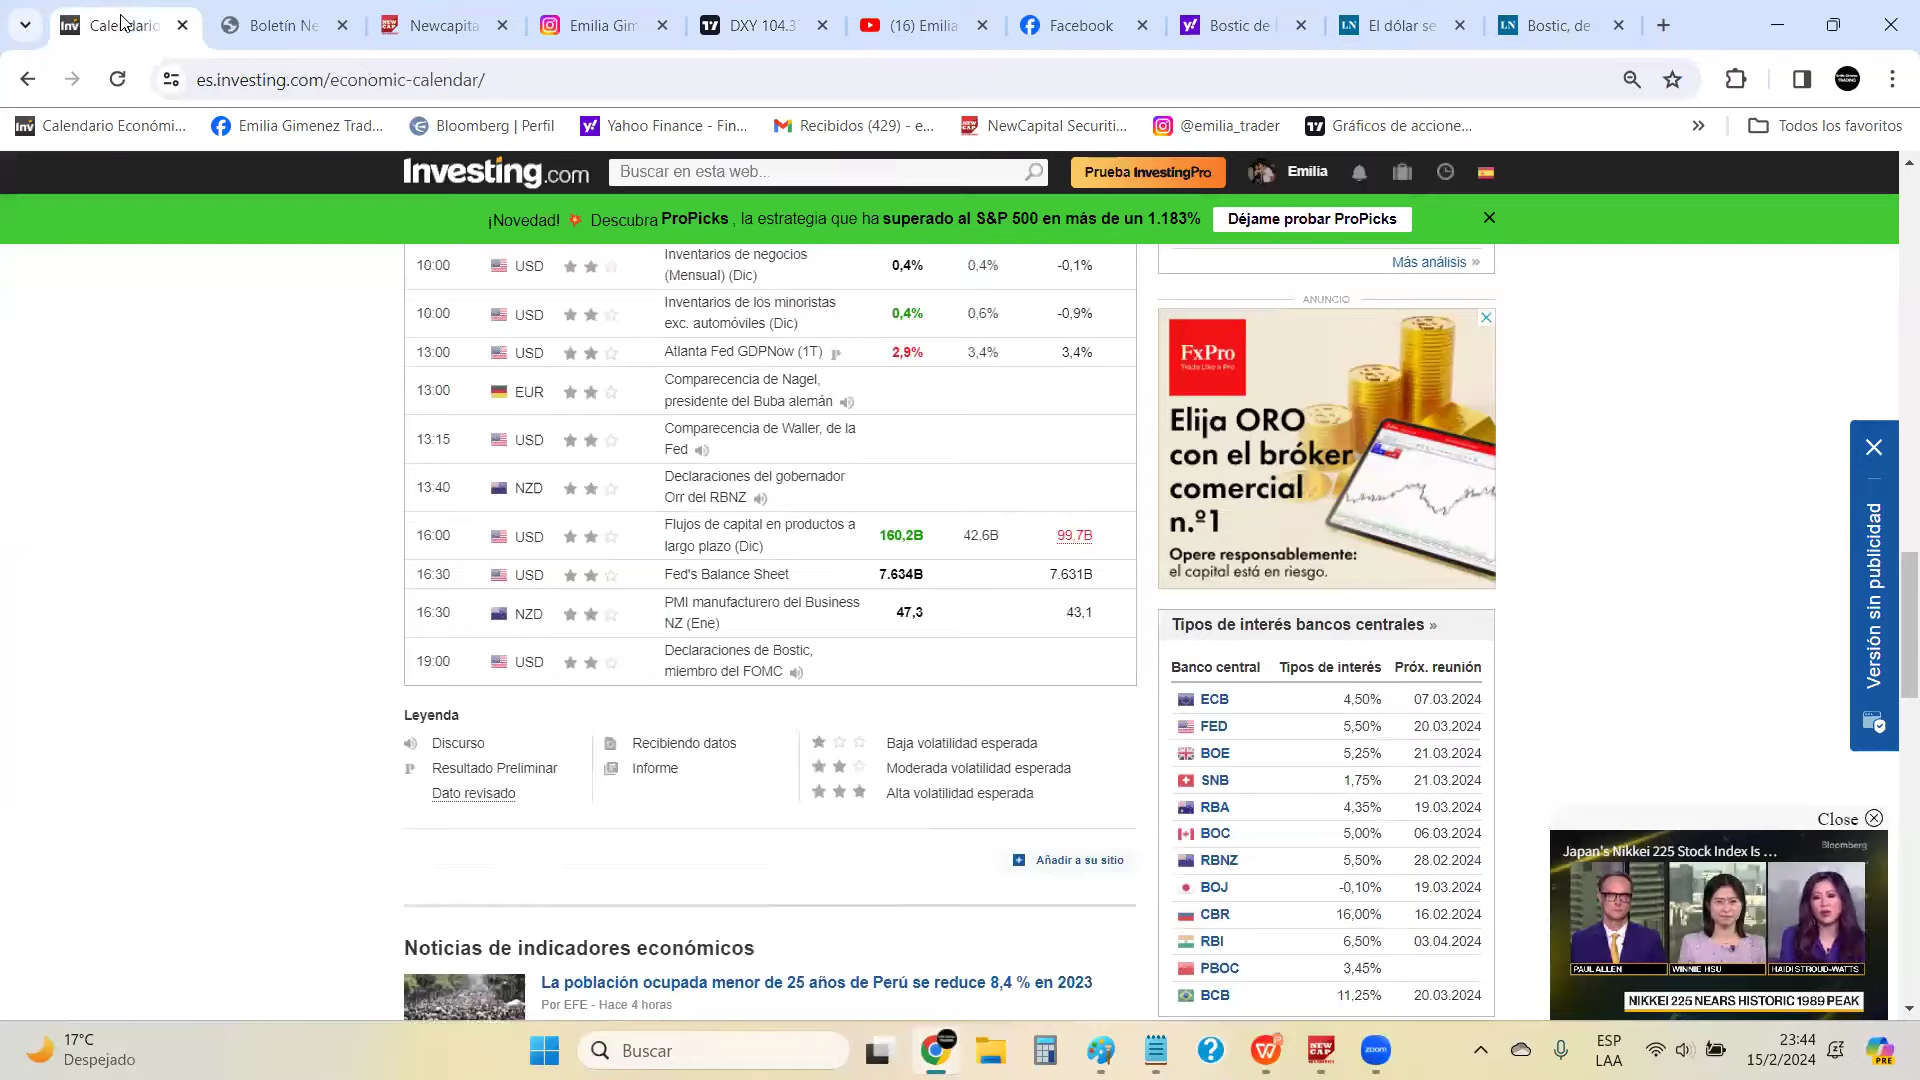 Calendario
Boletín Ne
Newcapita
Emilia Gim
DXY 104.3
(16) Emilia
Facebook
Bostic de
El dólar se
Bostic, de
es.investing.com/economic-calendar/
Calendario Económi...
Emilia Gimenez Trad...
Bloomberg | Perfil
Yahoo Finance - Fin...
Recibidos (429) - e...
NewCapital Securiti...
@emilia_trader
Gráficos de accione...
Todos los favoritos
Investing.com
Buscar en esta web...
Prueba InvestingPro
Emilia
¡Novedad! Descubra ProPicks , la estrategia que ha superado al S&P 500 en más de un 1.183%
Déjame probar ProPicks
10:00 USD Inventarios de negocios (Mensual) (Dic) 0,4% 0,4% -0,1%
10:00 USD Inventarios de los minoristas exc. automóviles (Dic) 0,4% 0,6% -0,9%
13:00 USD Atlanta Fed GDPNow (1T) 2,9% 3,4% 3,4%
13:00 EUR Comparecencia de Nagel, presidente del Buba alemán
13:15 USD Comparecencia de Waller, de la Fed
13:40 NZD Declaraciones del gobernador Orr del RBNZ
16:00 USD Flujos de capital en productos a largo plazo (Dic) 160,2B 42,6B 99,7B
16:30 USD Fed's Balance Sheet 7.634B 7.631B
16:30 NZD PMI manufacturero del Business NZ (Ene) 47,3 43,1
19:00 USD Declaraciones de Bostic, miembro del FOMC
Leyenda
Discurso
Resultado Preliminar
Dato revisado
Recibiendo datos
Informe
Baja volatilidad esperada
Moderada volatilidad esperada
Alta volatilidad esperada
Añadir a su sitio
Noticias de indicadores económicos
La población ocupada menor de 25 años de Perú se reduce 8,4 % en 2023
Por EFE - Hace 4 horas
Más análisis »
ANUNCIO
FxPro
Trade Like a Pro
Elija ORO
con el bróker
comercial
n.º1
Opere responsablemente:
el capital está en riesgo.
Tipos de interés bancos centrales »
Banco central Tipos de interés Próx. reunión
ECB 4,50% 07.03.2024
FED 5,50% 20.03.2024
BOE 5,25% 21.03.2024
SNB 1,75% 21.03.2024
RBA 4,35% 19.03.2024
BOC 5,00% 06.03.2024
RBNZ 5,50% 28.02.2024
BOJ -0,10% 19.03.2024
CBR 16,00% 16.02.2024
RBI 6,50% 03.04.2024
PBOC 3,45%
BCB 11,25% 20.03.2024
Versión sin publicidad
Close
Japan's Nikkei 225 Stock Index Is ...
Bloomberg
PAUL ALLEN
WINNIE HSU
HAIDI STROUD-WATTS
NIKKEI 225 NEARS HISTORIC 1989 PEAK
17°C
Despejado
Buscar
NEW CAP
zoom
ESP
LAA
23:44
15/2/2024
PRE